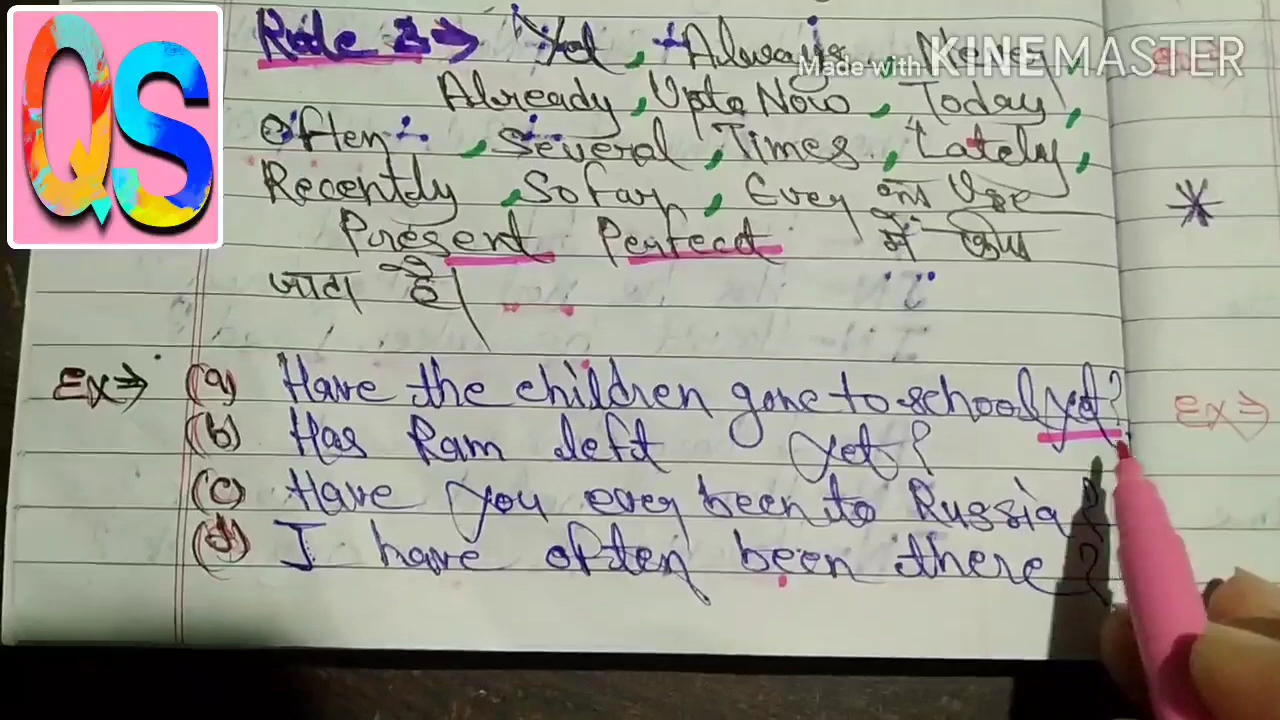 QS
Rule 2⇒ Yet, Always, Never,
Made with KINEMASTER
Already, Upto Now, Today,
Often, Several, Times, Lately,
Recently, So far, Ever का Use
Present Perfect में किया
जाता है।
Ex⇒ (a) Have the children gone to school yet?
(b) Has Ram left yet?
(c) Have you ever been to Russia?
(d) I have often been there?
Ex⇒